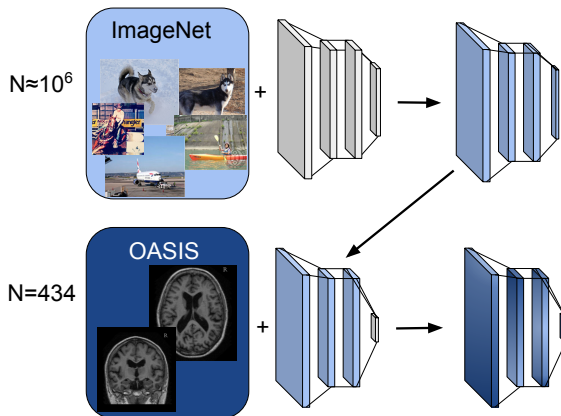 ImageNet
N≈10⁶
+
OASIS
R
N=434
R
+